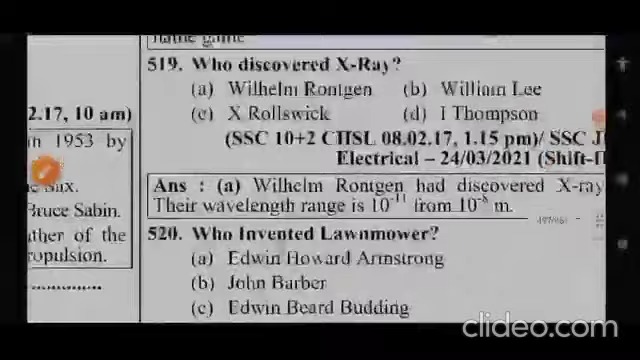 name game
519. Who discovered X-Ray?
(a) Wilhelm Rontgen (b) William Lee
(c) X Rollswick (d) I Thompson
(SSC 10+2 CHSL 08.02.17, 1.15 pm)/ SSC J
Electrical – 24/03/2021 (Shift-I
Ans : (a) Wilhelm Rontgen had discovered X-ray
Their wavelength range is 10⁻¹¹ from 10⁻⁸ m.
520. Who Invented Lawnmower?
(a) Edwin Howard Armstrong
(b) John Barber
(c) Edwin Beard Budding
2.17, 10 am)
in 1953 by
Bruce Sabin.
ather of the
ropulsion.
clideo.com